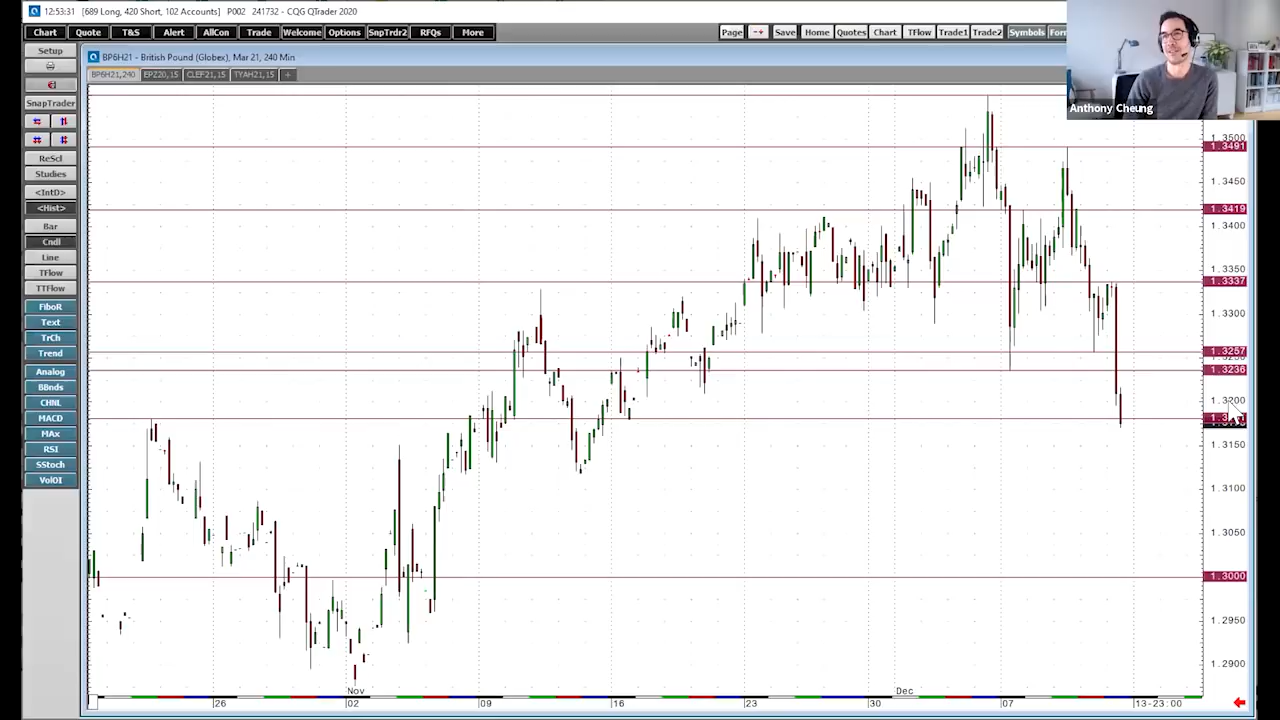 12:53:31 [689 Long, 420 Short, 102 Accounts] P002 241732 - CQG QTrader 2020
Chart Quote T&S Alert AllCon Trade Welcome Options SnpTrdr2 RFQs More Page Save Home Quotes Chart TFlow Trade1 Trade2 Symbols
Anthony Cheung
Setup
SnapTrader
ReScl
Studies
<IntD>
<Hist>
Bar
Cndl
Line
TFlow
TTFlow
FiboR
Text
TrCh
Trend
Analog
BBnds
CHNL
MACD
MAx
RSI
SStoch
VolOI
BP6H21 - British Pound (Globex), Mar 21, 240 Min
BP6H21,240 EPZ20,15 CLEF21,15 TYAH21,15 +
1.3500
1.3491
1.3450
1.3419
1.3400
1.3350
1.3337
1.3300
1.3257
1.3236
1.3200
1.3150
1.3100
1.3050
1.3000
1.2950
1.2900
Nov Dec
26 02 09 16 23 30 07 13-23:00